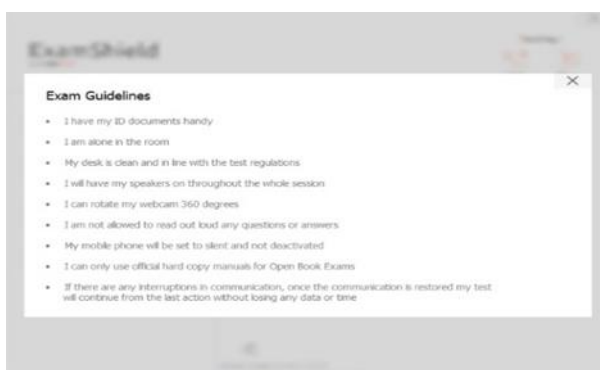 ExamShield
Exam Guidelines
• I have my ID documents handy
• I am alone in the room
• My desk is clean and in line with the test regulations
• I will have my speakers on throughout the whole session
• I can rotate my webcam 360 degrees
• I am not allowed to read out loud any questions or answers
• My mobile phone will be set to silent and not deactivated
• I can only use official hard copy manuals for Open Book Exams
• If there are any interruptions in communication, once the communication is restored my test
will continue from the last action without losing any data or time